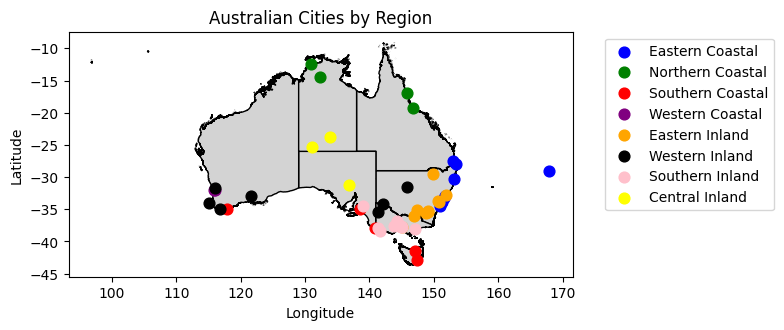 Australian Cities by Region
Latitude
−10
−15
−20
−25
−30
−35
−40
−45
100
110
120
130
140
150
160
170
Longitude
Eastern Coastal
Northern Coastal
Southern Coastal
Western Coastal
Eastern Inland
Western Inland
Southern Inland
Central Inland